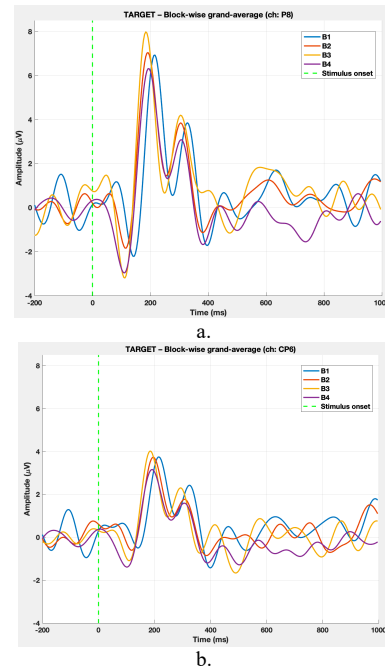 TARGET – Block-wise grand-average (ch: P8)
8
6
4
2
0
-2
-4
Amplitude (µV)
B1
B2
B3
B4
Stimulus onset
-200 0 200 400 600 800 1000
Time (ms)
a.
TARGET – Block-wise grand-average (ch: CP6)
8
6
4
2
0
-2
-4
Amplitude (µV)
B1
B2
B3
B4
Stimulus onset
-200 0 200 400 600 800 1000
Time (ms)
b.